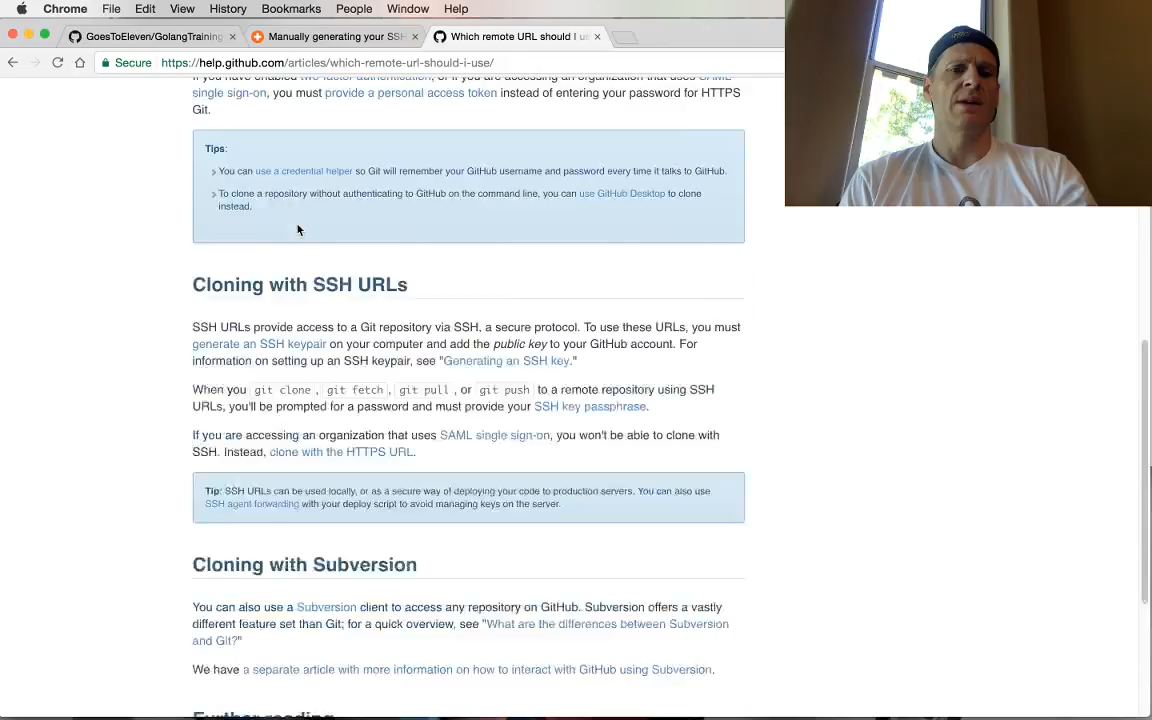 Chrome File Edit View History Bookmarks People Window Help
GoesToEleven/GolangTraining × Manually generating your SSH × Which remote URL should I us ×
Secure https://help.github.com/articles/which-remote-url-should-i-use/
If you have enabled two-factor authentication, or if you are accessing an organization that uses SAML
single sign-on, you must provide a personal access token instead of entering your password for HTTPS
Git.
Tips:
› You can use a credential helper so Git will remember your GitHub username and password every time it talks to GitHub.
› To clone a repository without authenticating to GitHub on the command line, you can use GitHub Desktop to clone
instead.
Cloning with SSH URLs
SSH URLs provide access to a Git repository via SSH, a secure protocol. To use these URLs, you must
generate an SSH keypair on your computer and add the public key to your GitHub account. For
information on setting up an SSH keypair, see "Generating an SSH key."
When you git clone, git fetch, git pull, or git push to a remote repository using SSH
URLs, you'll be prompted for a password and must provide your SSH key passphrase.
If you are accessing an organization that uses SAML single sign-on, you won't be able to clone with
SSH. Instead, clone with the HTTPS URL.
Tip: SSH URLs can be used locally, or as a secure way of deploying your code to production servers. You can also use
SSH agent forwarding with your deploy script to avoid managing keys on the server.
Cloning with Subversion
You can also use a Subversion client to access any repository on GitHub. Subversion offers a vastly
different feature set than Git; for a quick overview, see "What are the differences between Subversion
and Git?"
We have a separate article with more information on how to interact with GitHub using Subversion.
Further reading